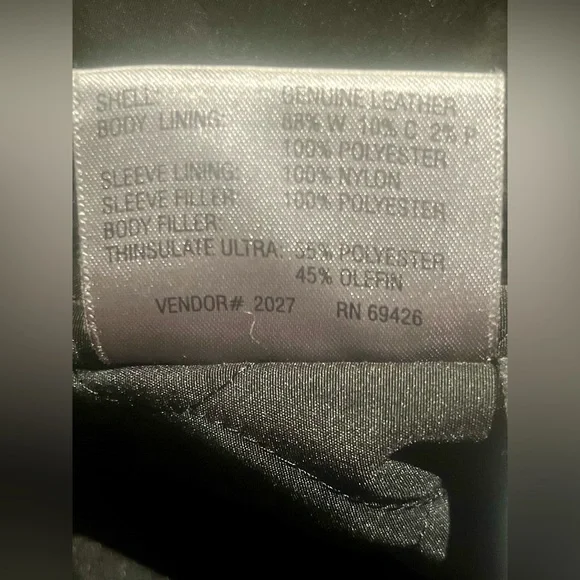 SHELL: GENUINE LEATHER
BODY LINING: 88% W 10% C 2% P
100% POLYESTER
SLEEVE LINING: 100% NYLON
SLEEVE FILLER: 100% POLYESTER
BODY FILLER:
THINSULATE ULTRA: 55% POLYESTER
45% OLEFIN
VENDOR# 2027 RN 69426